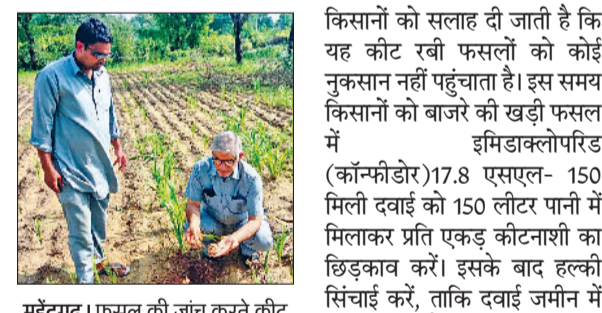 किसानों को सलाह दी जाती है कि
यह कीट रबी फसलों को कोई
नुकसान नहीं पहुंचाता है। इस समय
किसानों को बाजरे की खड़ी फसल
में इमिडाक्लोपरिड
(कॉन्फीडोर)17.8 एसएल- 150
मिली दवाई को 150 लीटर पानी में
मिलाकर प्रति एकड़ कीटनाशी का
छिड़काव करें। इसके बाद हल्की
सिंचाई करें, ताकि दवाई जमीन में
महेंद्रगढ़। फसल की जांच करते कीट